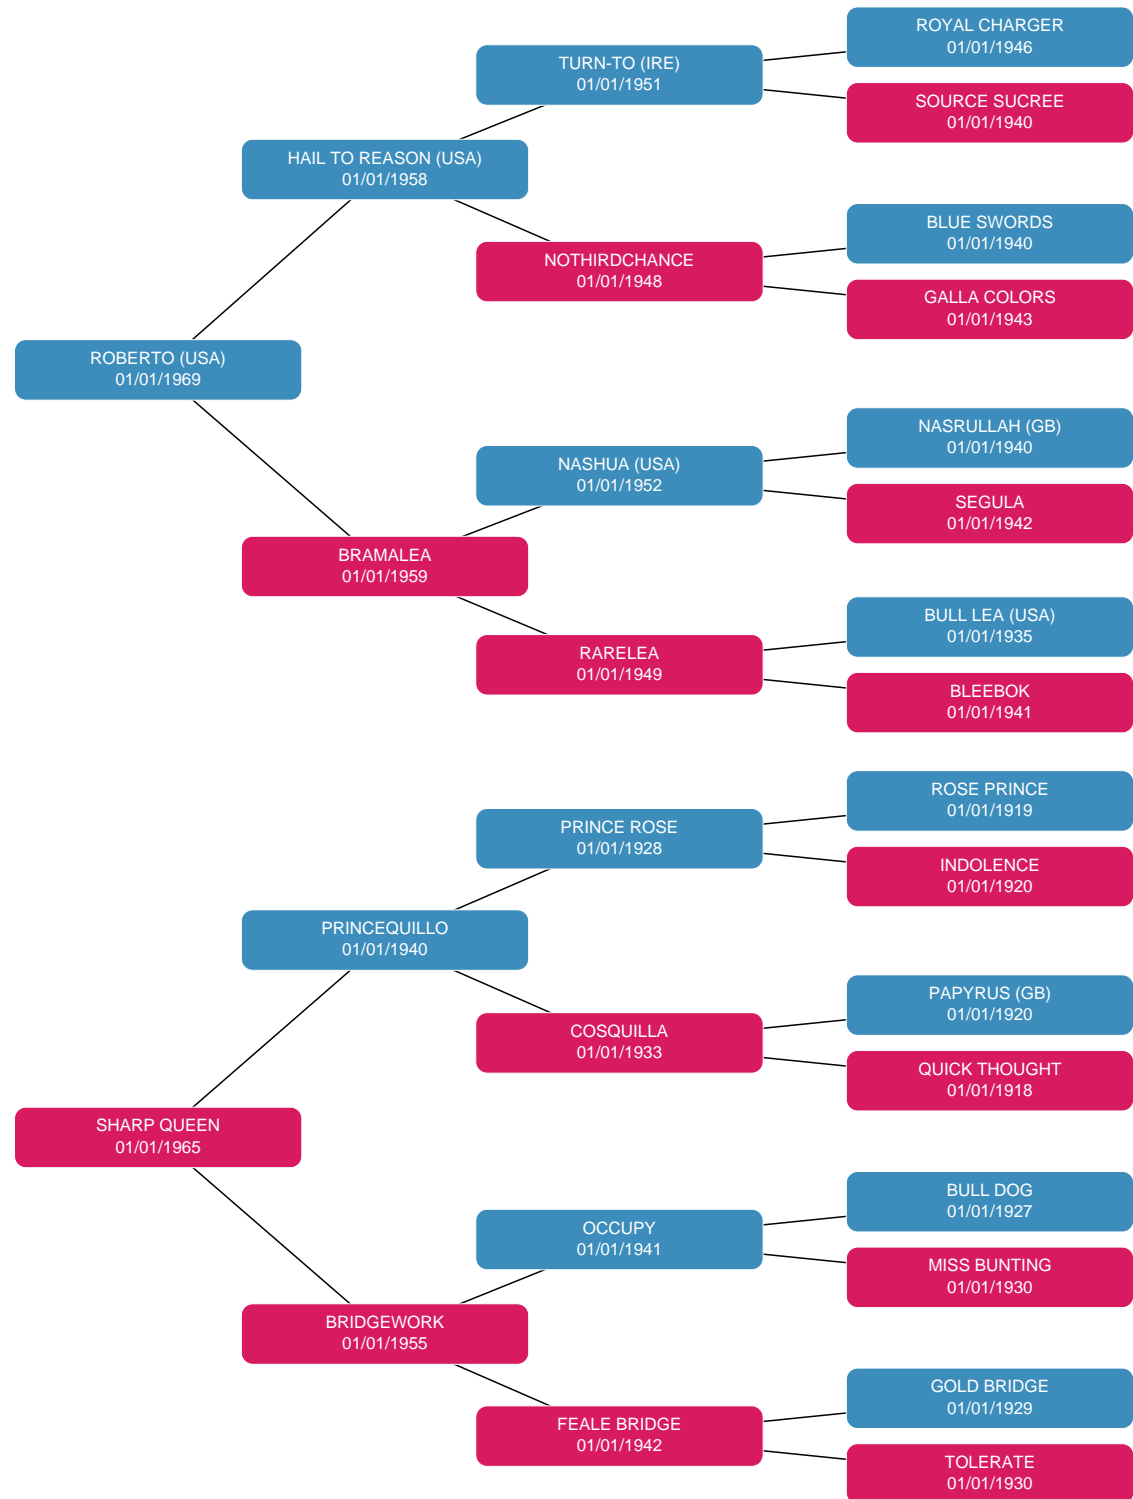 ROYAL CHARGER
01/01/1946
TURN-TO (IRE)
01/01/1951
SOURCE SUCREE
01/01/1940
HAIL TO REASON (USA)
01/01/1958
BLUE SWORDS
01/01/1940
NOTHIRDCHANCE
01/01/1948
GALLA COLORS
01/01/1943
ROBERTO (USA)
01/01/1969
NASRULLAH (GB)
01/01/1940
NASHUA (USA)
01/01/1952
SEGULA
01/01/1942
BRAMALEA
01/01/1959
BULL LEA (USA)
01/01/1935
RARELEA
01/01/1949
BLEEBOK
01/01/1941
ROSE PRINCE
01/01/1919
PRINCE ROSE
01/01/1928
INDOLENCE
01/01/1920
PRINCEQUILLO
01/01/1940
PAPYRUS (GB)
01/01/1920
COSQUILLA
01/01/1933
QUICK THOUGHT
01/01/1918
SHARP QUEEN
01/01/1965
BULL DOG
01/01/1927
OCCUPY
01/01/1941
MISS BUNTING
01/01/1930
BRIDGEWORK
01/01/1955
GOLD BRIDGE
01/01/1929
FEALE BRIDGE
01/01/1942
TOLERATE
01/01/1930